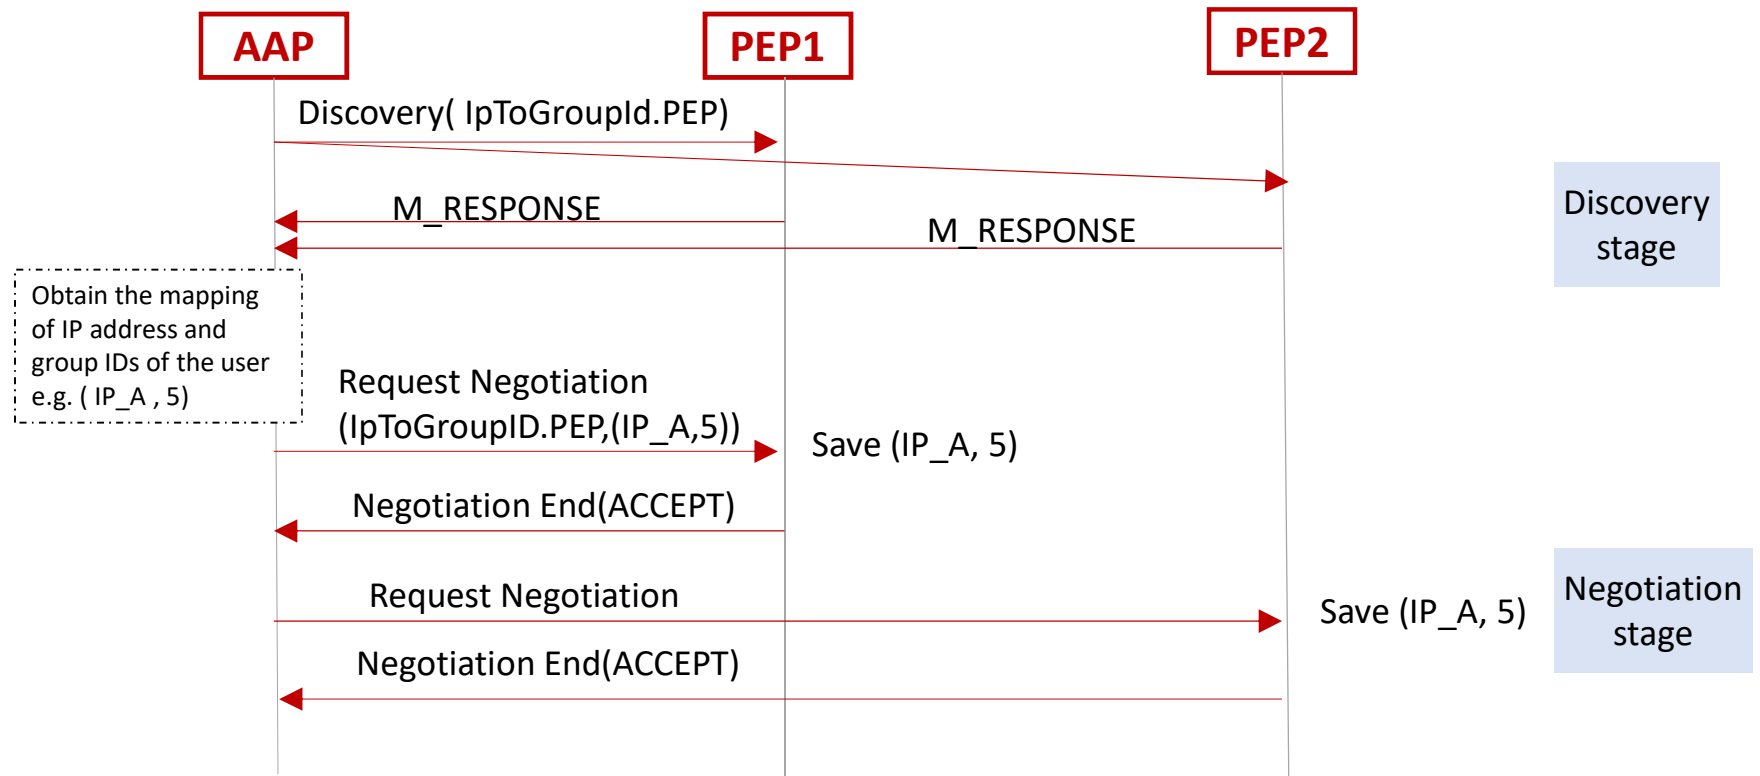 AAP
PEP1
PEP2
Discovery( IpToGroupId.PEP)
M_RESPONSE
M_RESPONSE
Discovery
stage
Obtain the mapping
of IP address and
group IDs of the user
e.g. ( IP_A , 5)
Request Negotiation
(IpToGroupID.PEP,(IP_A,5))
Save (IP_A, 5)
Negotiation End(ACCEPT)
Request Negotiation
Save (IP_A, 5)
Negotiation
stage
Negotiation End(ACCEPT)